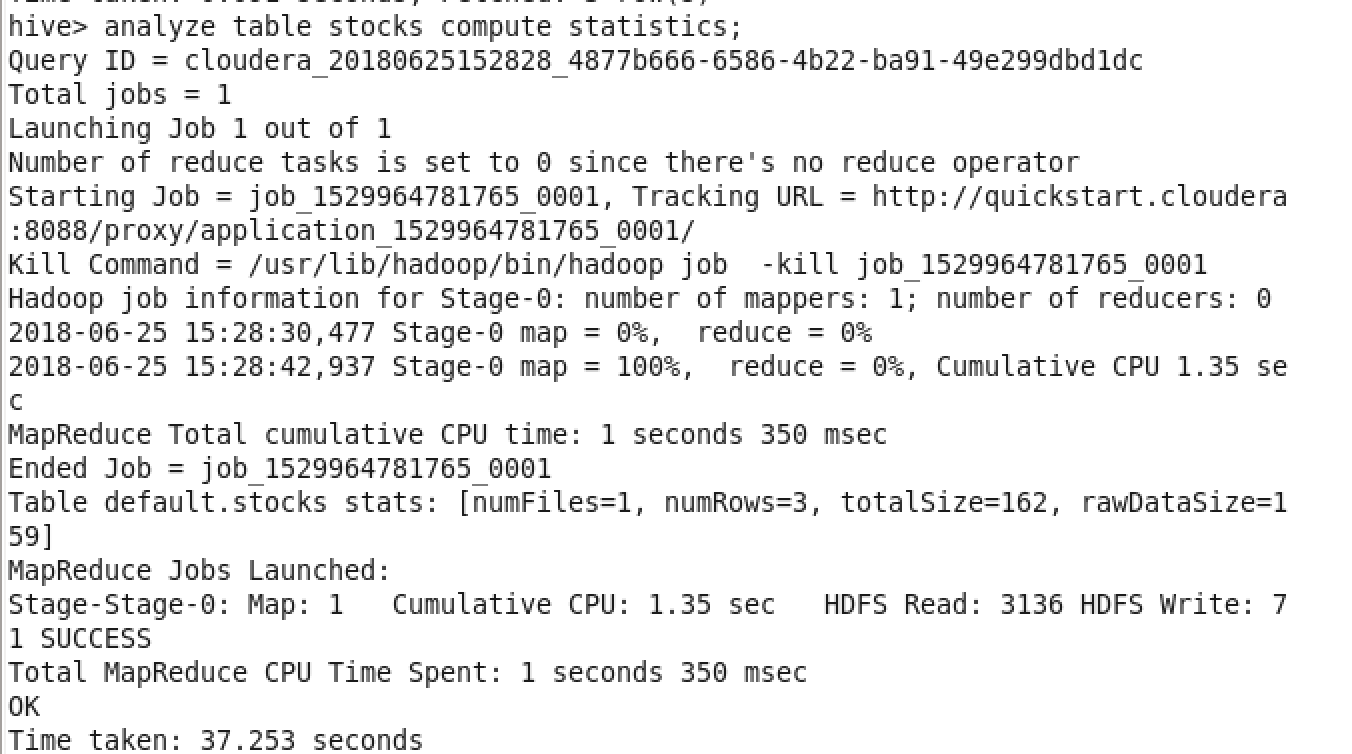 hive> analyze table stocks compute statistics;
Query ID = cloudera_20180625152828_4877b666-6586-4b22-ba91-49e299dbd1dc
Total jobs = 1
Launching Job 1 out of 1
Number of reduce tasks is set to 0 since there's no reduce operator
Starting Job = job_1529964781765_0001, Tracking URL = http://quickstart.cloudera
:8088/proxy/application_1529964781765_0001/
Kill Command = /usr/lib/hadoop/bin/hadoop job  -kill job_1529964781765_0001
Hadoop job information for Stage-0: number of mappers: 1; number of reducers: 0
2018-06-25 15:28:30,477 Stage-0 map = 0%,  reduce = 0%
2018-06-25 15:28:42,937 Stage-0 map = 100%,  reduce = 0%, Cumulative CPU 1.35 se
c
MapReduce Total cumulative CPU time: 1 seconds 350 msec
Ended Job = job_1529964781765_0001
Table default.stocks stats: [numFiles=1, numRows=3, totalSize=162, rawDataSize=1
59]
MapReduce Jobs Launched:
Stage-Stage-0: Map: 1   Cumulative CPU: 1.35 sec   HDFS Read: 3136 HDFS Write: 7
1 SUCCESS
Total MapReduce CPU Time Spent: 1 seconds 350 msec
OK
Time taken: 37.253 seconds